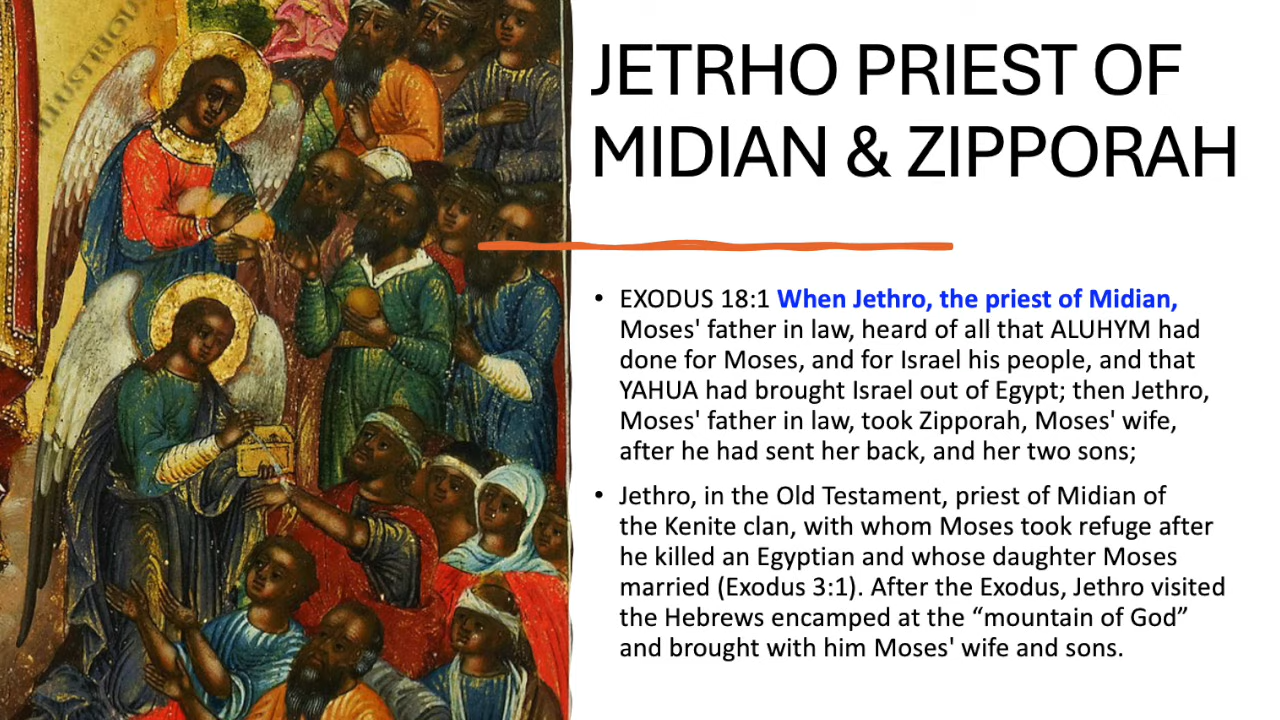 JETRHO PRIEST OF
MIDIAN & ZIPPORAH
• EXODUS 18:1 When Jethro, the priest of Midian,
Moses' father in law, heard of all that ALUHYM had
done for Moses, and for Israel his people, and that
YAHUA had brought Israel out of Egypt; then Jethro,
Moses' father in law, took Zipporah, Moses' wife,
after he had sent her back, and her two sons;
• Jethro, in the Old Testament, priest of Midian of
the Kenite clan, with whom Moses took refuge after
he killed an Egyptian and whose daughter Moses
married (Exodus 3:1). After the Exodus, Jethro visited
the Hebrews encamped at the “mountain of God”
and brought with him Moses' wife and sons.